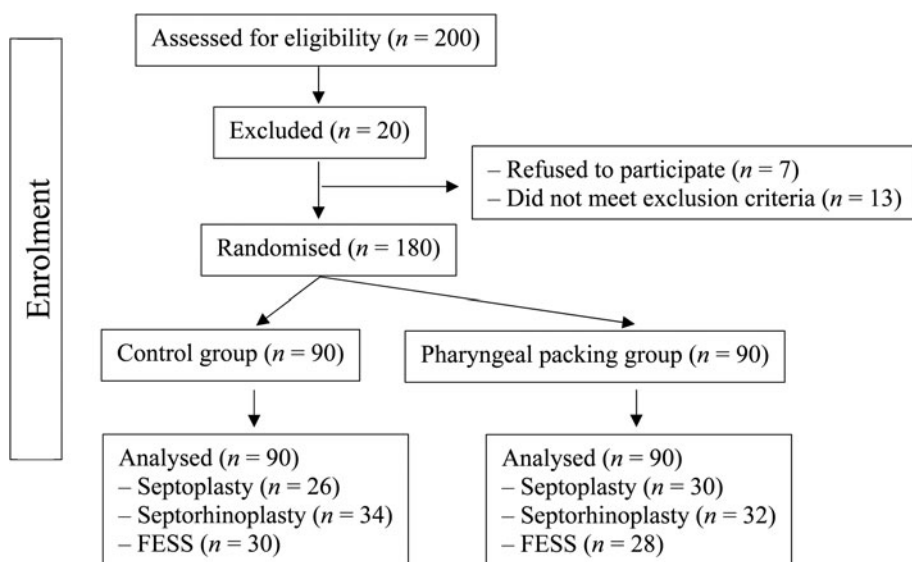 Enrolment
Assessed for eligibility (n = 200)
Excluded (n = 20)
– Refused to participate (n = 7)
– Did not meet exclusion criteria (n = 13)
Randomised (n = 180)
Control group (n = 90)
Pharyngeal packing group (n = 90)
Analysed (n = 90)
– Septoplasty (n = 26)
– Septorhinoplasty (n = 34)
– FESS (n = 30)
Analysed (n = 90)
– Septoplasty (n = 30)
– Septorhinoplasty (n = 32)
– FESS (n = 28)